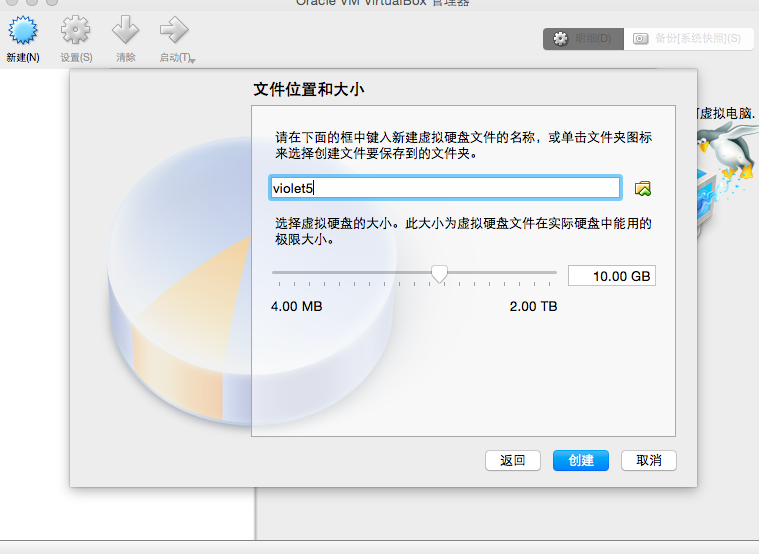 Oracle VM VirtualBox 管理器
新建(N)
设置(S)
清除
启动(T)
明细(D)
备份[系统快照](S)
虚拟电脑.
文件位置和大小
请在下面的框中键入新建虚拟硬盘文件的名称，或单击文件夹图标
来选择创建文件要保存到的文件夹。
violet5
选择虚拟硬盘的大小。此大小为虚拟硬盘文件在实际硬盘中能用的
极限大小。
10.00 GB
4.00 MB
2.00 TB
返回
创建
取消